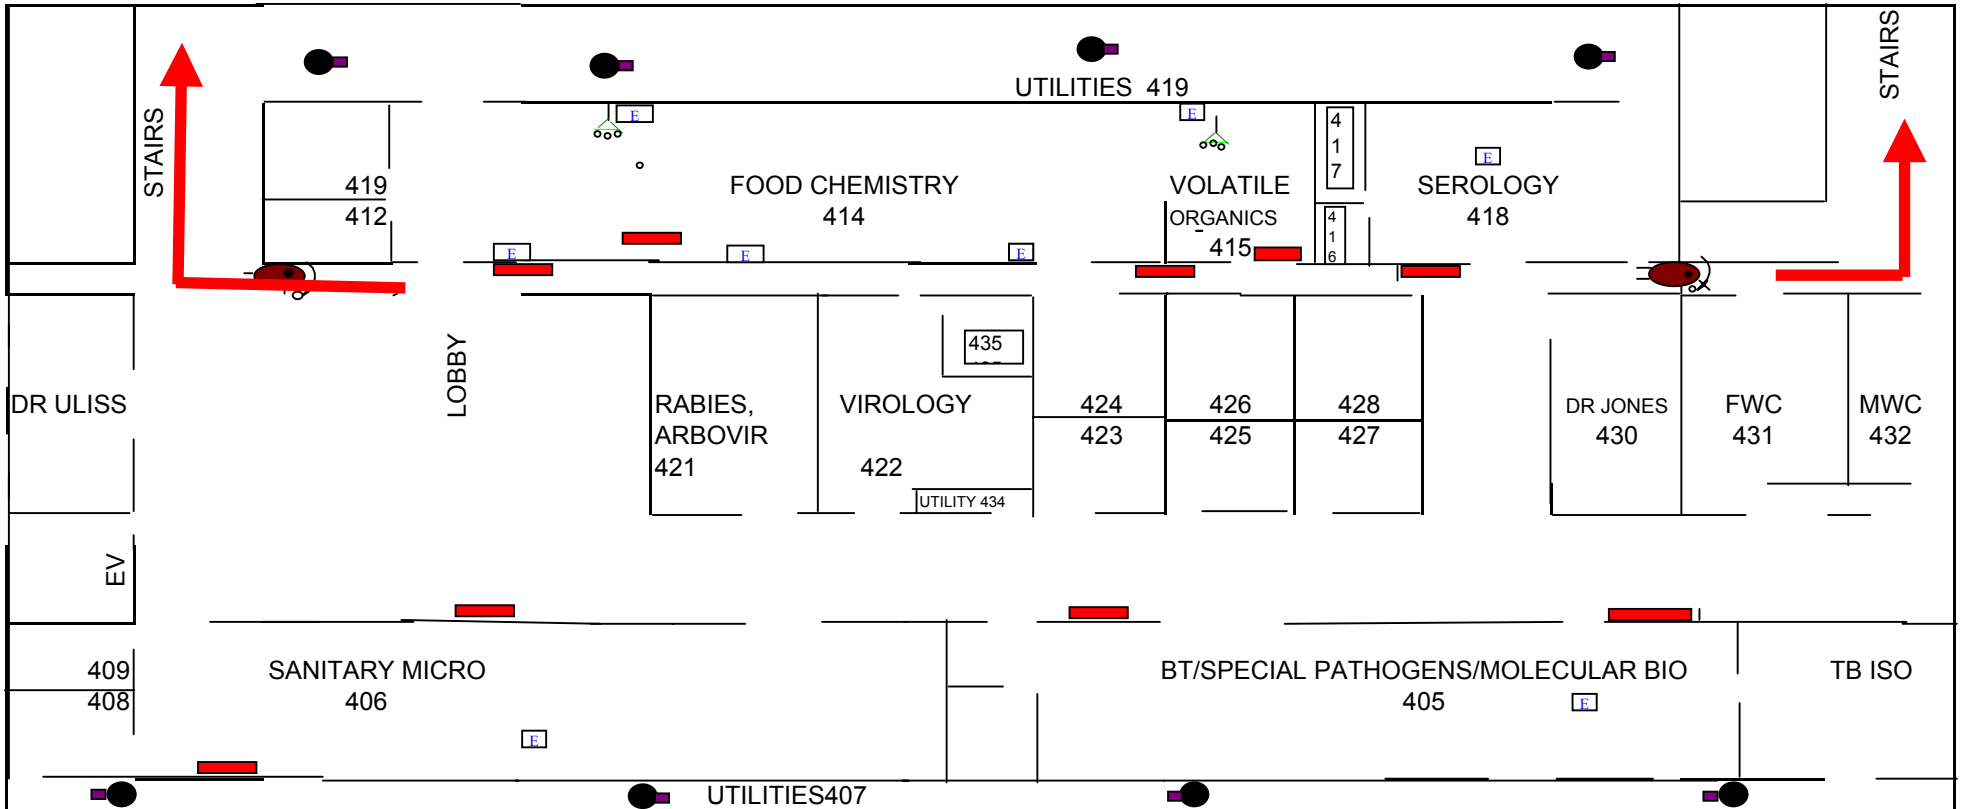 STAIRS
STAIRS
UTILITIES 419
E
E
4
1
7
E
419
412
FOOD CHEMISTRY
414
VOLATILE
ORGANICS
415
4
1
6
SEROLOGY
418
E
E
E
LOBBY
435
DR ULISS
RABIES,
ARBOVIR
421
VIROLOGY
422
424
423
426
425
428
427
DR JONES
430
FWC
431
MWC
432
UTILITY 434
EV
409
408
SANITARY MICRO
406
BT/SPECIAL PATHOGENS/MOLECULAR BIO
405
TB ISO
E
E
UTILITIES407